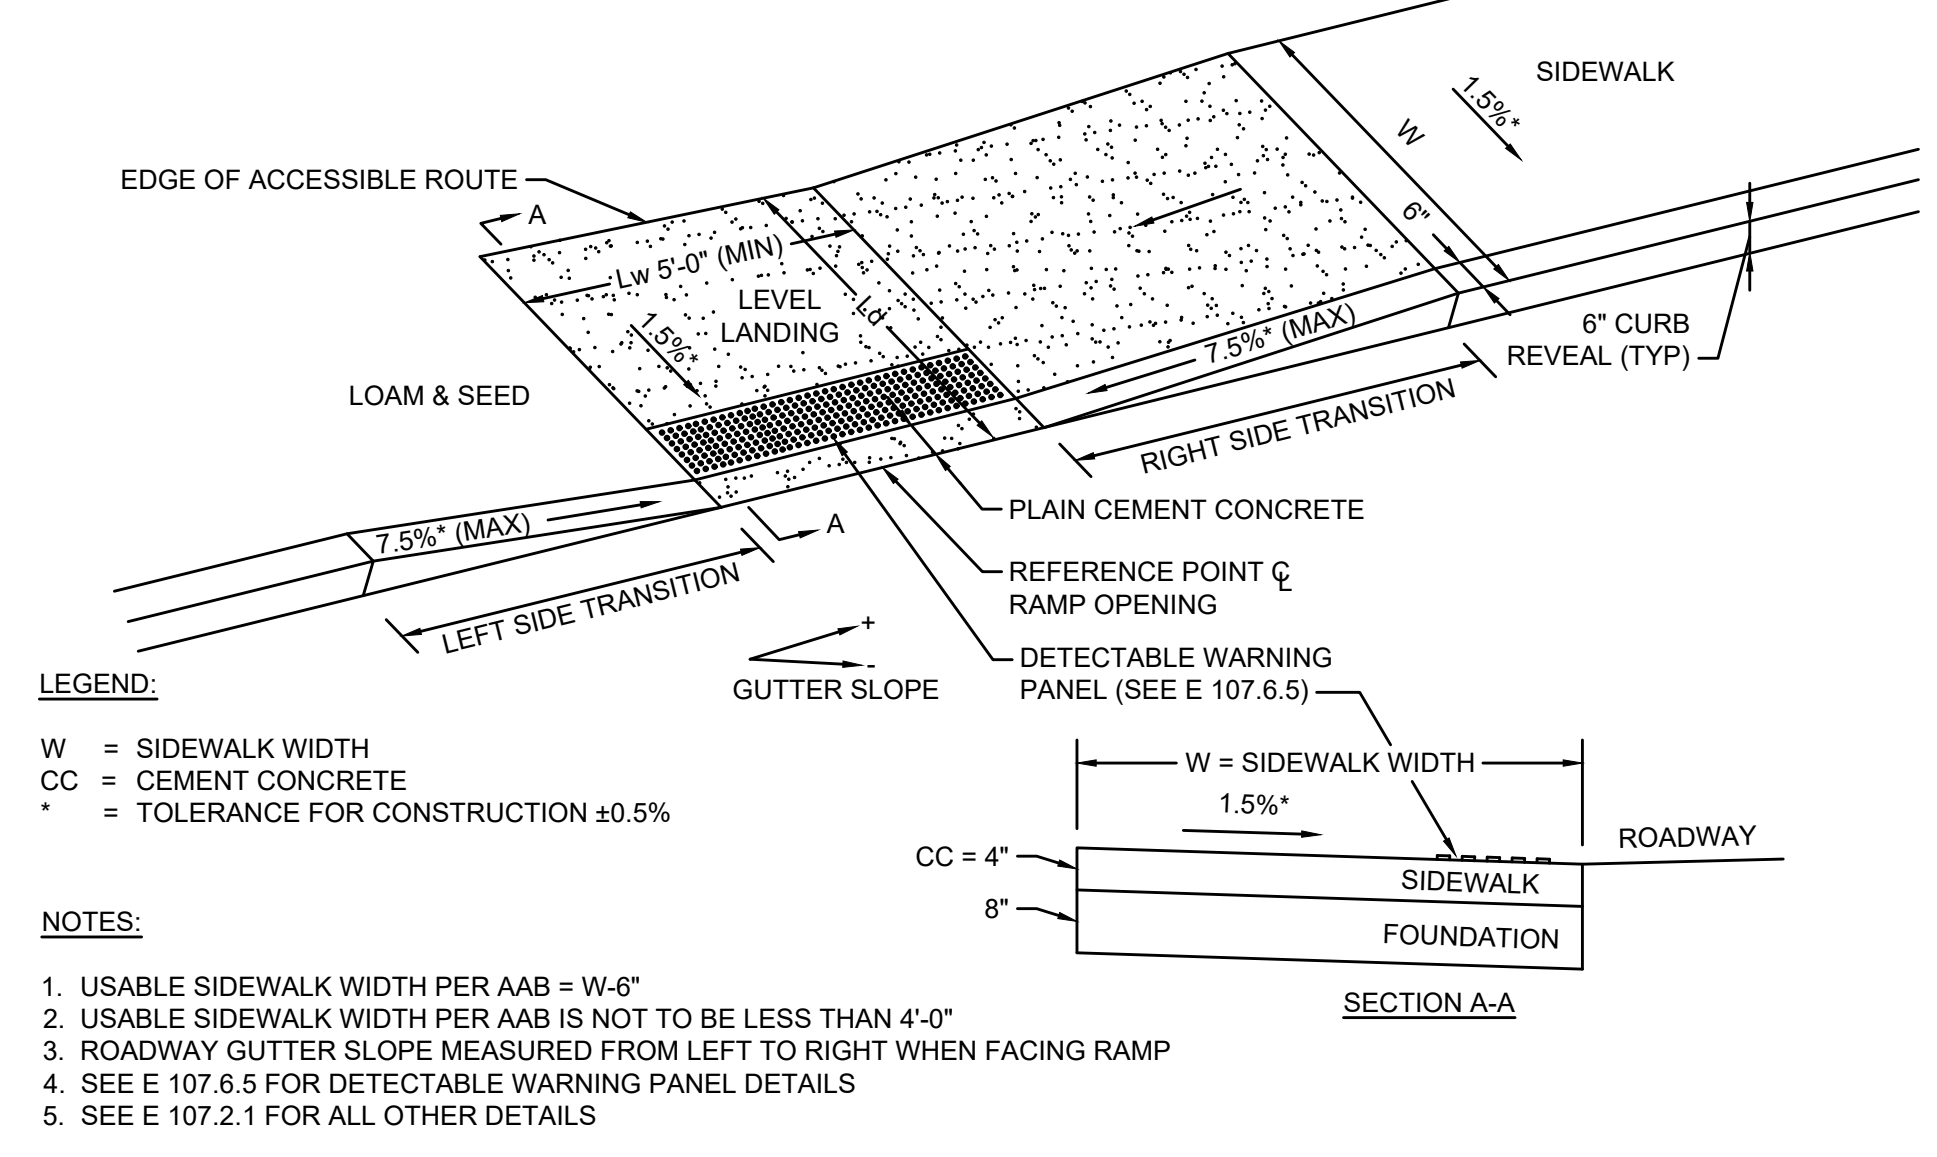 SIDEWALK
1.5%*
W
EDGE OF ACCESSIBLE ROUTE
A
6"
Lw 5'-0" (MIN)
LEVEL
LANDING
Ld
1.5%*
7.5%* (MAX)
6" CURB
REVEAL (TYP)
LOAM & SEED
RIGHT SIDE TRANSITION
PLAIN CEMENT CONCRETE
A
7.5%* (MAX)
LEFT SIDE TRANSITION
REFERENCE POINT ℄
RAMP OPENING
+
-
GUTTER SLOPE
DETECTABLE WARNING
PANEL (SEE E 107.6.5)
LEGEND:
W = SIDEWALK WIDTH
CC = CEMENT CONCRETE
* = TOLERANCE FOR CONSTRUCTION ±0.5%
W = SIDEWALK WIDTH
1.5%*
ROADWAY
CC = 4"
SIDEWALK
8"
FOUNDATION
SECTION A-A
NOTES:
1. USABLE SIDEWALK WIDTH PER AAB = W-6"
2. USABLE SIDEWALK WIDTH PER AAB IS NOT TO BE LESS THAN 4'-0"
3. ROADWAY GUTTER SLOPE MEASURED FROM LEFT TO RIGHT WHEN FACING RAMP
4. SEE E 107.6.5 FOR DETECTABLE WARNING PANEL DETAILS
5. SEE E 107.2.1 FOR ALL OTHER DETAILS